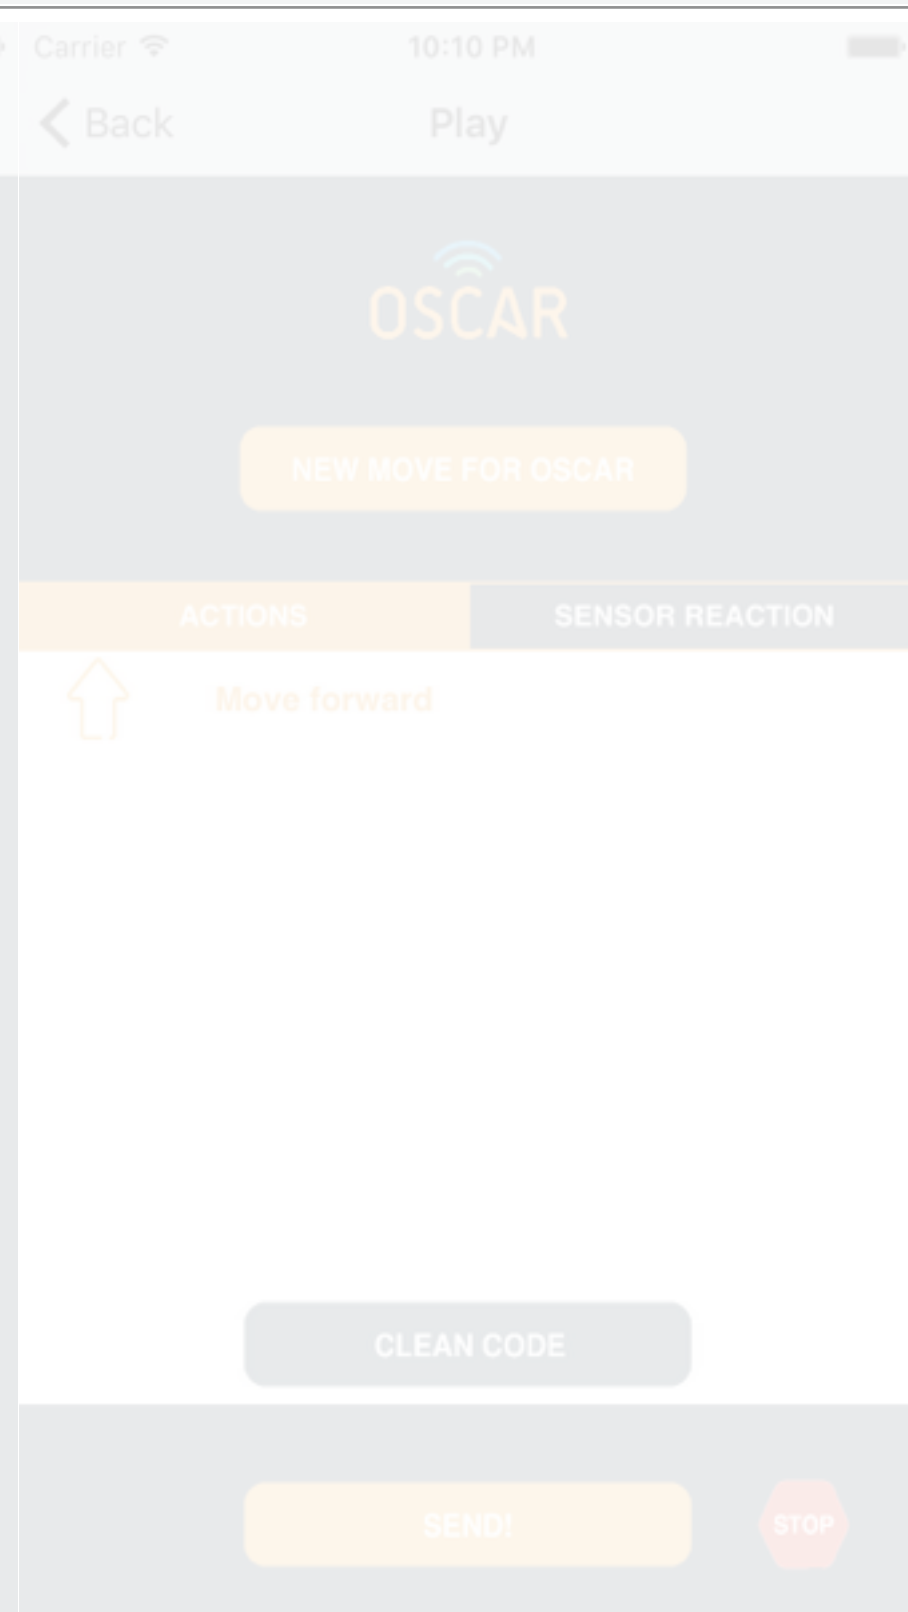 Carrier 10:10 PM
Back Play
OSCAR
NEW MOVE FOR OSCAR
ACTIONS SENSOR REACTION
Move forward
CLEAN CODE
SEND! STOP